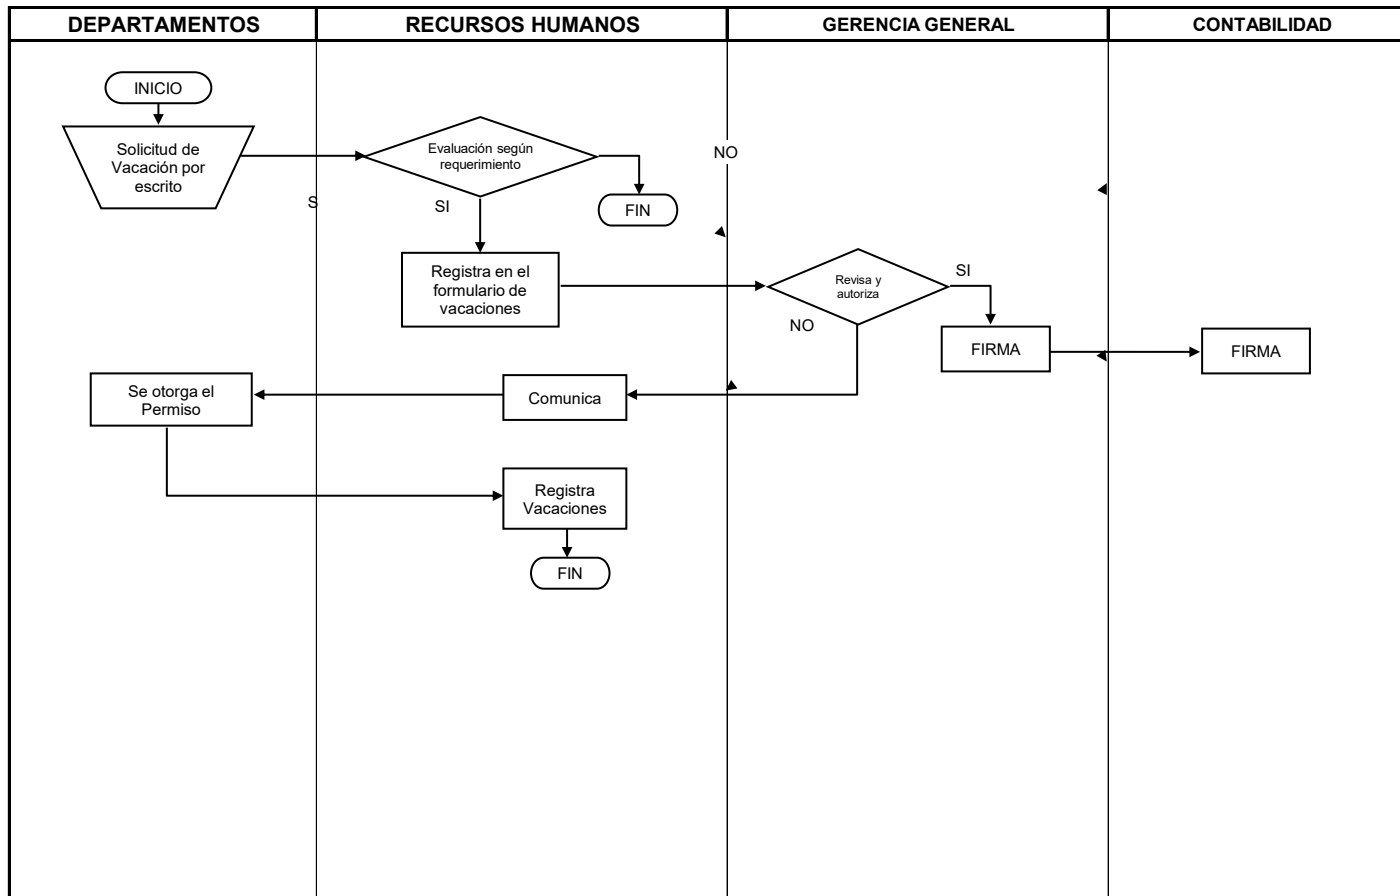 DEPARTAMENTOS
RECURSOS HUMANOS
GERENCIA GENERAL
CONTABILIDAD
INICIO
Solicitud de
Vacación por
escrito
Evaluación según
requerimiento
NO
S
SI
FIN
Registra en el
formulario de
vacaciones
Revisa y
autoriza
SI
NO
FIRMA
FIRMA
Se otorga el
Permiso
Comunica
Registra
Vacaciones
FIN